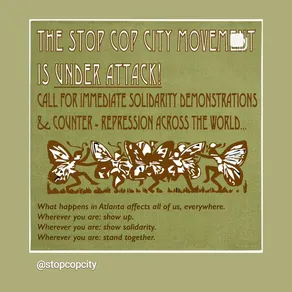 THE STOP COP CITY MOVEMENT
IS UNDER ATTACK!
CALL FOR IMMEDIATE SOLIDARITY DEMONSTRATIONS
& COUNTER - REPRESSION ACROSS THE WORLD...
What happens in Atlanta affects all of us, everywhere.
Wherever you are: show up.
Wherever you are: show solidarity.
Wherever you are: stand together.
@stopcopcity